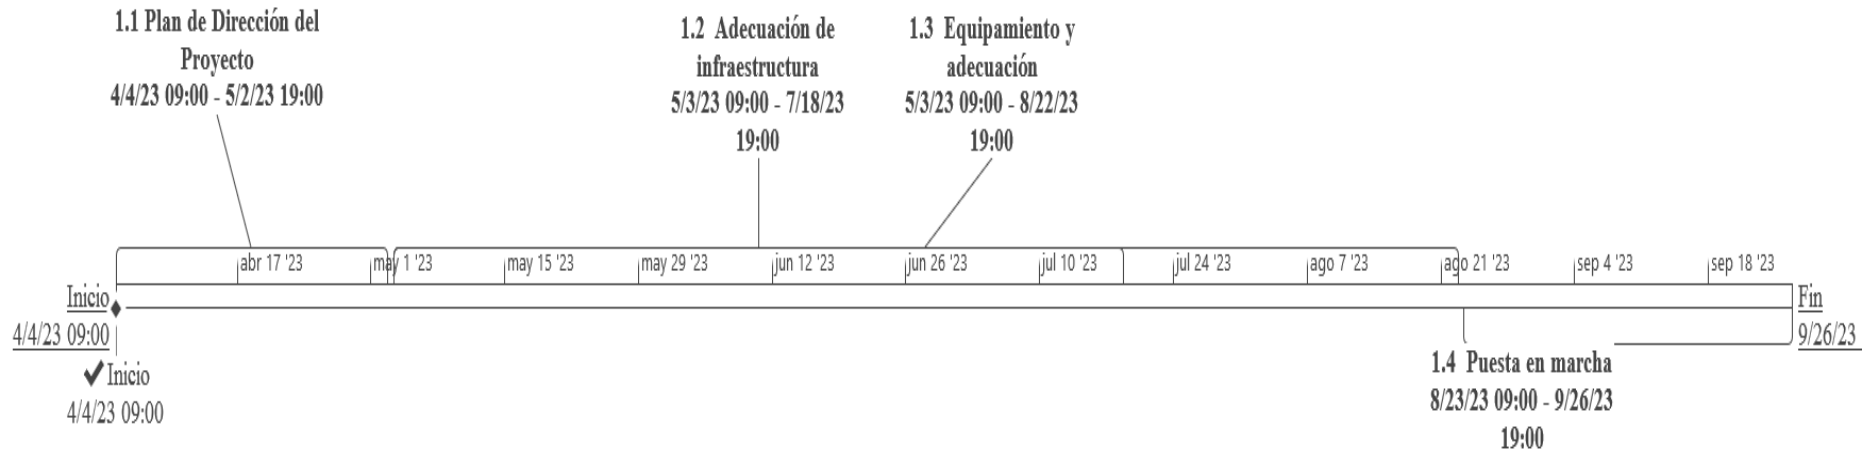 1.1 Plan de Dirección del
Proyecto
4/4/23 09:00 - 5/2/23 19:00
1.2 Adecuación de
infraestructura
5/3/23 09:00 - 7/18/23
19:00
1.3 Equipamiento y
adecuación
5/3/23 09:00 - 8/22/23
19:00
abr 17 '23
may 1 '23
may 15 '23
may 29 '23
jun 12 '23
jun 26 '23
jul 10 '23
jul 24 '23
ago 7 '23
ago 21 '23
sep 4 '23
sep 18 '23
Inicio
4/4/23 09:00
Fin
9/26/23
Inicio
4/4/23 09:00
1.4 Puesta en marcha
8/23/23 09:00 - 9/26/23
19:00